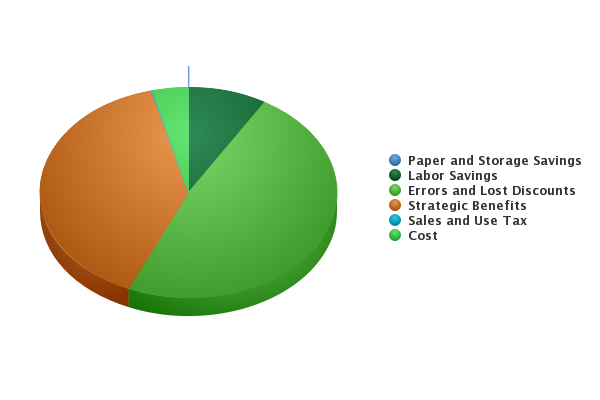 Paper and Storage Savings
Labor Savings
Errors and Lost Discounts
Strategic Benefits
Sales and Use Tax
Cost